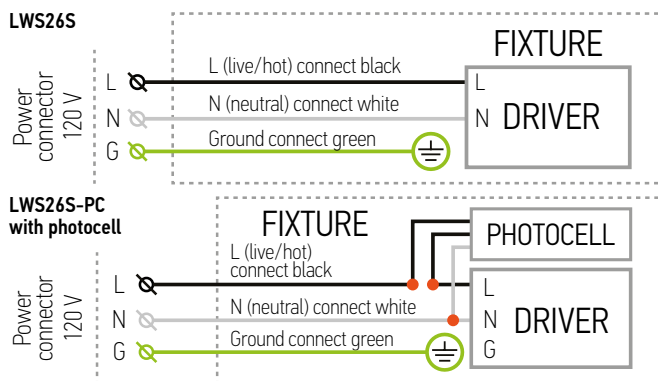 LWS26S
FIXTURE
Power
connector
120 V
L
N
G
L (live/hot) connect black
N (neutral) connect white
Ground connect green
L
N
DRIVER
LWS26S-PC
with photocell
FIXTURE
PHOTOCELL
Power
connector
120 V
L
N
G
L (live/hot)
connect black
N (neutral) connect white
Ground connect green
L
N
G
DRIVER